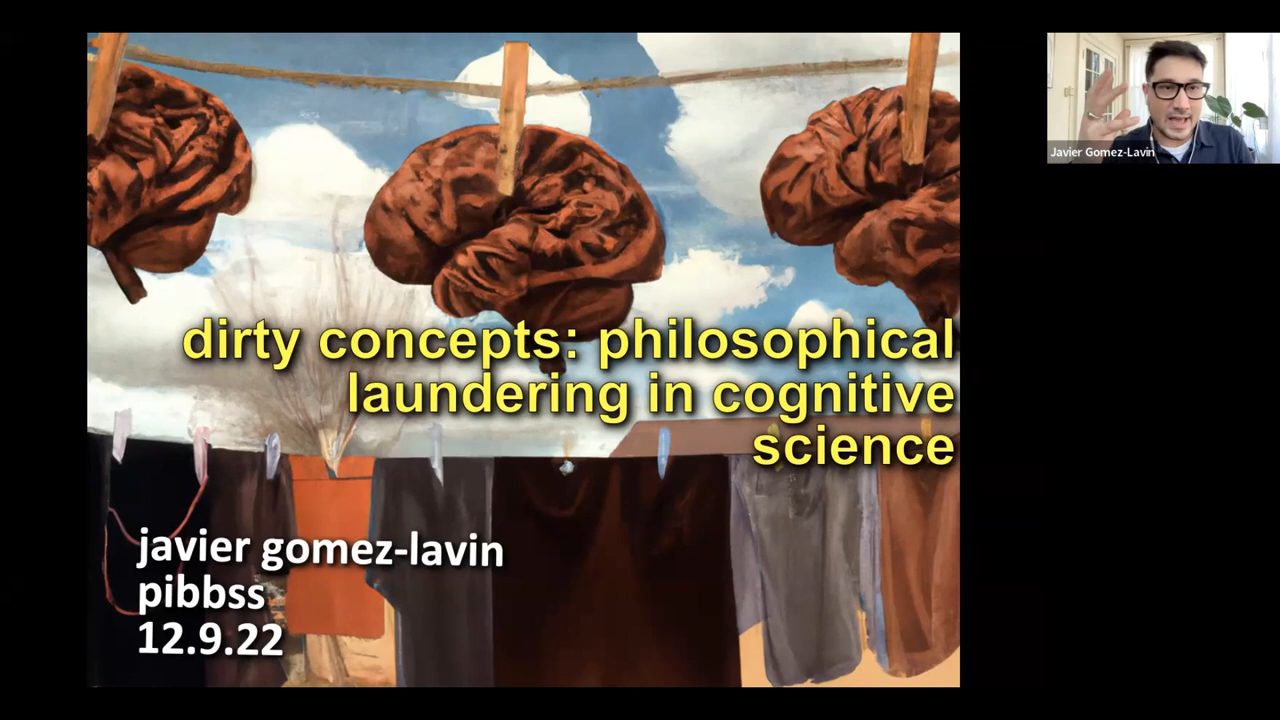 dirty concepts: philosophical
laundering in cognitive
science
javier gomez-lavin
pibbss
12.9.22
Javier Gomez-Lavin